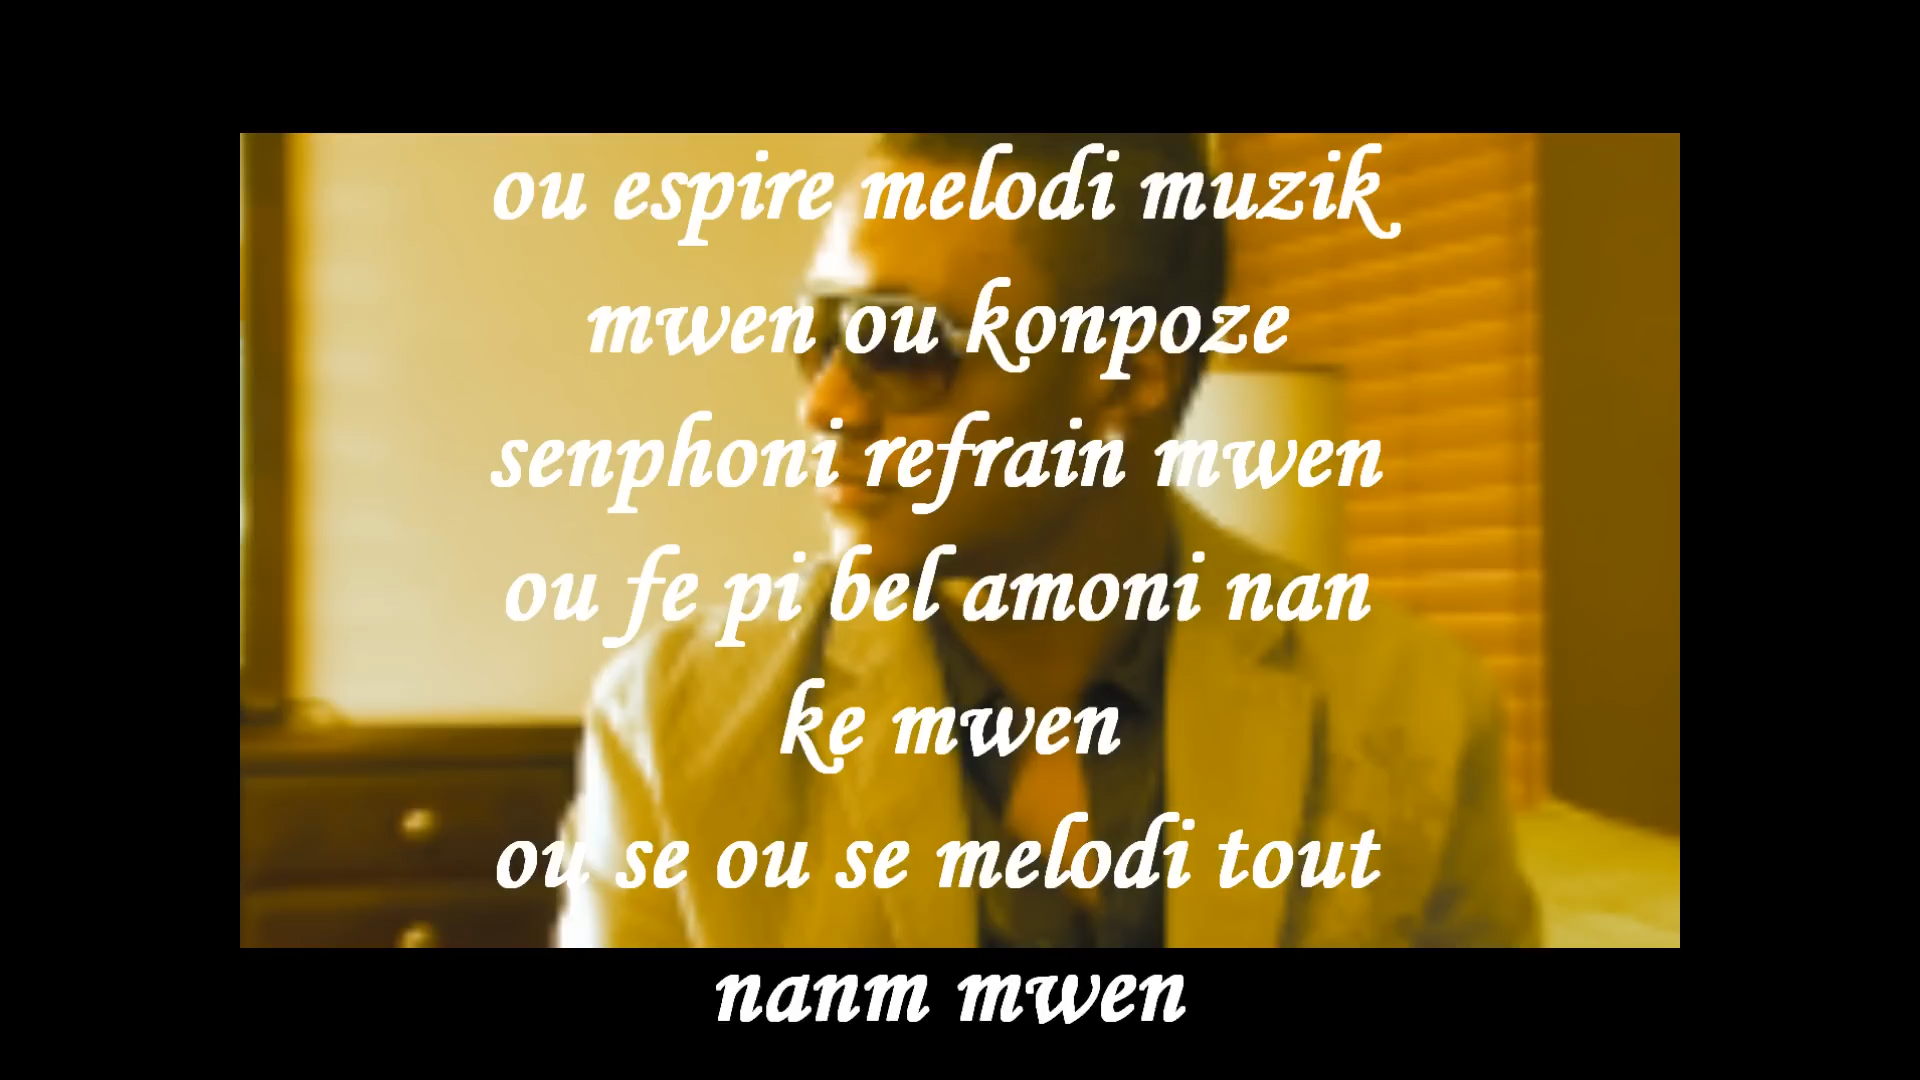 ou espire melodi muzik
mwen ou konpoze
senphoni refrain mwen
ou fe pi bel amoni nan
ke mwen
ou se ou se melodi tout
nanm mwen